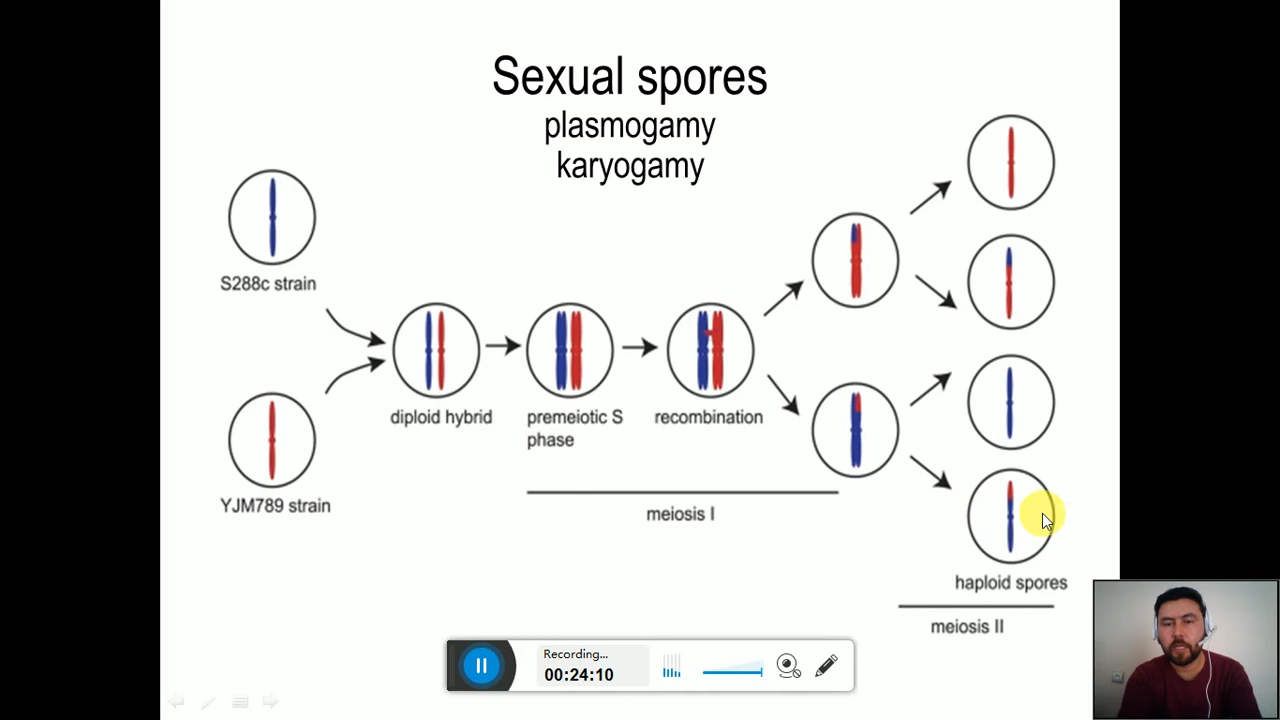 Sexual spores
plasmogamy
karyogamy
S288c strain
YJM789 strain
diploid hybrid
premeiotic S
phase
recombination
meiosis I
haploid spores
meiosis II
Recording...
00:24:10